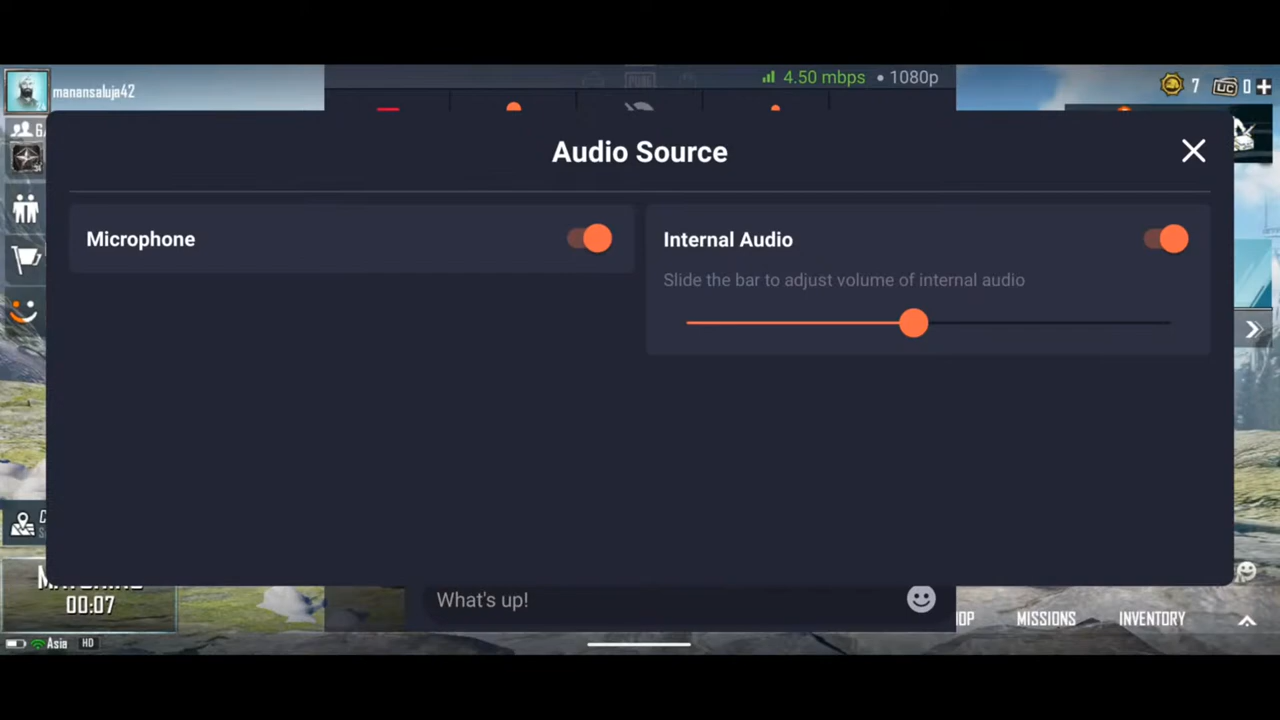 4.50 mbps • 1080p
manansaluja42
7
UC 0
Audio Source
Microphone
Internal Audio
Slide the bar to adjust volume of internal audio
00:07
What's up!
MISSIONS
INVENTORY
Asia HD